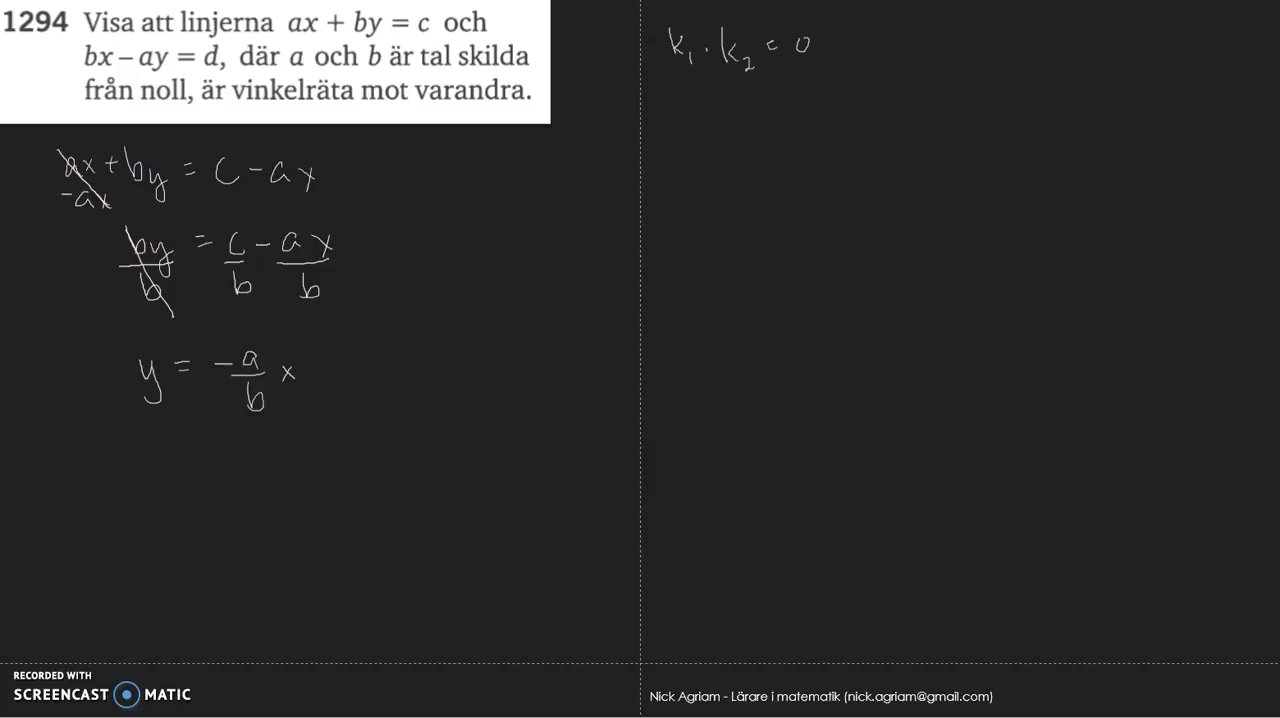 1294 Visa att linjerna ax + by = c och
bx – ay = d, där a och b är tal skilda
från noll, är vinkelräta mot varandra.
ax + by = c - ax
-ax
by = c - ax
b b b
y = - a x
b
k₁ · k₂ = 0
RECORDED WITH
SCREENCAST MATIC
Nick Agriam - Lärare i matematik (nick.agriam@gmail.com)